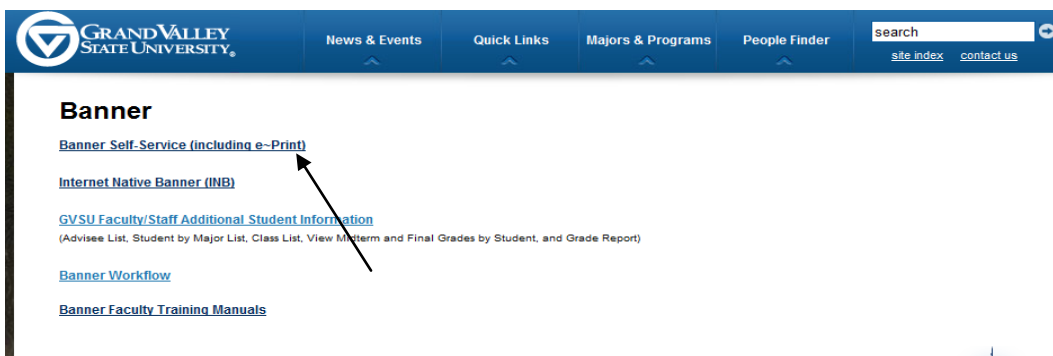 GRAND VALLEY
STATE UNIVERSITY®
News & Events
Quick Links
Majors & Programs
People Finder
search
site index
contact us
Banner
Banner Self-Service (including e~Print)
Internet Native Banner (INB)
GVSU Faculty/Staff Additional Student Information
(Advisee List, Student by Major List, Class List, View Midterm and Final Grades by Student, and Grade Report)
Banner Workflow
Banner Faculty Training Manuals